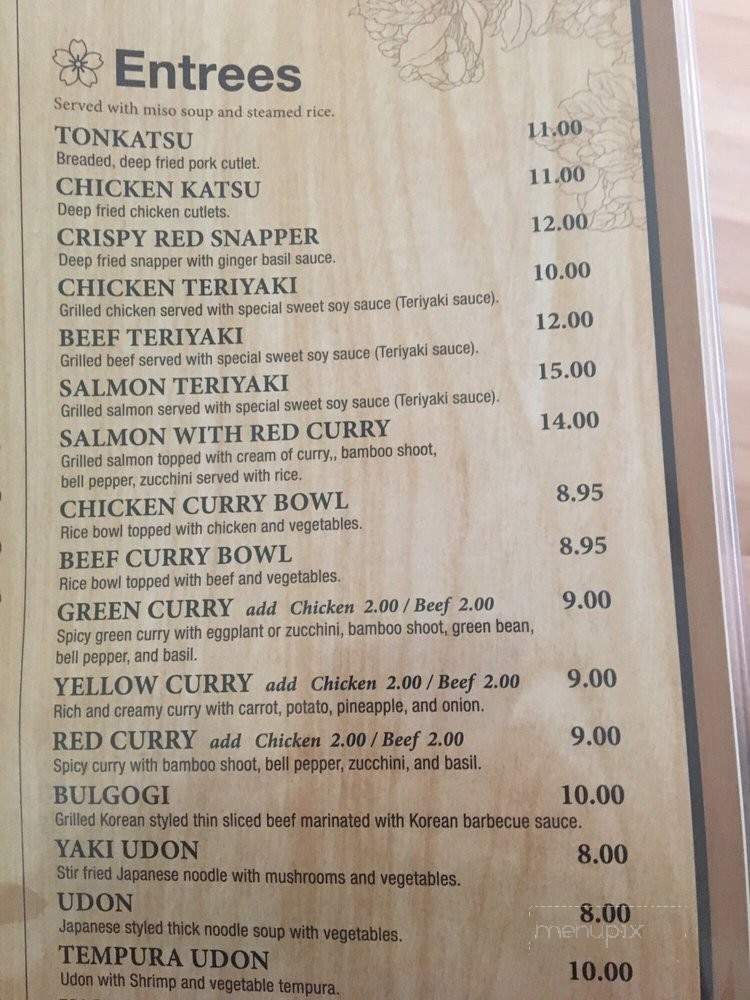 Entrees
Served with miso soup and steamed rice.
TONKATSU 11.00
Breaded, deep fried pork cutlet.
CHICKEN KATSU 11.00
Deep fried chicken cutlets.
CRISPY RED SNAPPER 12.00
Deep fried snapper with ginger basil sauce.
CHICKEN TERIYAKI 10.00
Grilled chicken served with special sweet soy sauce (Teriyaki sauce).
BEEF TERIYAKI 12.00
Grilled beef served with special sweet soy sauce (Teriyaki sauce).
SALMON TERIYAKI 15.00
Grilled salmon served with special sweet soy sauce (Teriyaki sauce).
SALMON WITH RED CURRY 14.00
Grilled salmon topped with cream of curry,, bamboo shoot,
bell pepper, zucchini served with rice.
CHICKEN CURRY BOWL 8.95
Rice bowl topped with chicken and vegetables.
BEEF CURRY BOWL 8.95
Rice bowl topped with beef and vegetables.
GREEN CURRY add Chicken 2.00 / Beef 2.00 9.00
Spicy green curry with eggplant or zucchini, bamboo shoot, green bean,
bell pepper, and basil.
YELLOW CURRY add Chicken 2.00 / Beef 2.00 9.00
Rich and creamy curry with carrot, potato, pineapple, and onion.
RED CURRY add Chicken 2.00 / Beef 2.00 9.00
Spicy curry with bamboo shoot, bell pepper, zucchini, and basil.
BULGOGI 10.00
Grilled Korean styled thin sliced beef marinated with Korean barbecue sauce.
YAKI UDON 8.00
Stir fried Japanese noodle with mushrooms and vegetables.
UDON 8.00
Japanese styled thick noodle soup with vegetables.
menupix
TEMPURA UDON 10.00
Udon with Shrimp and vegetable tempura.